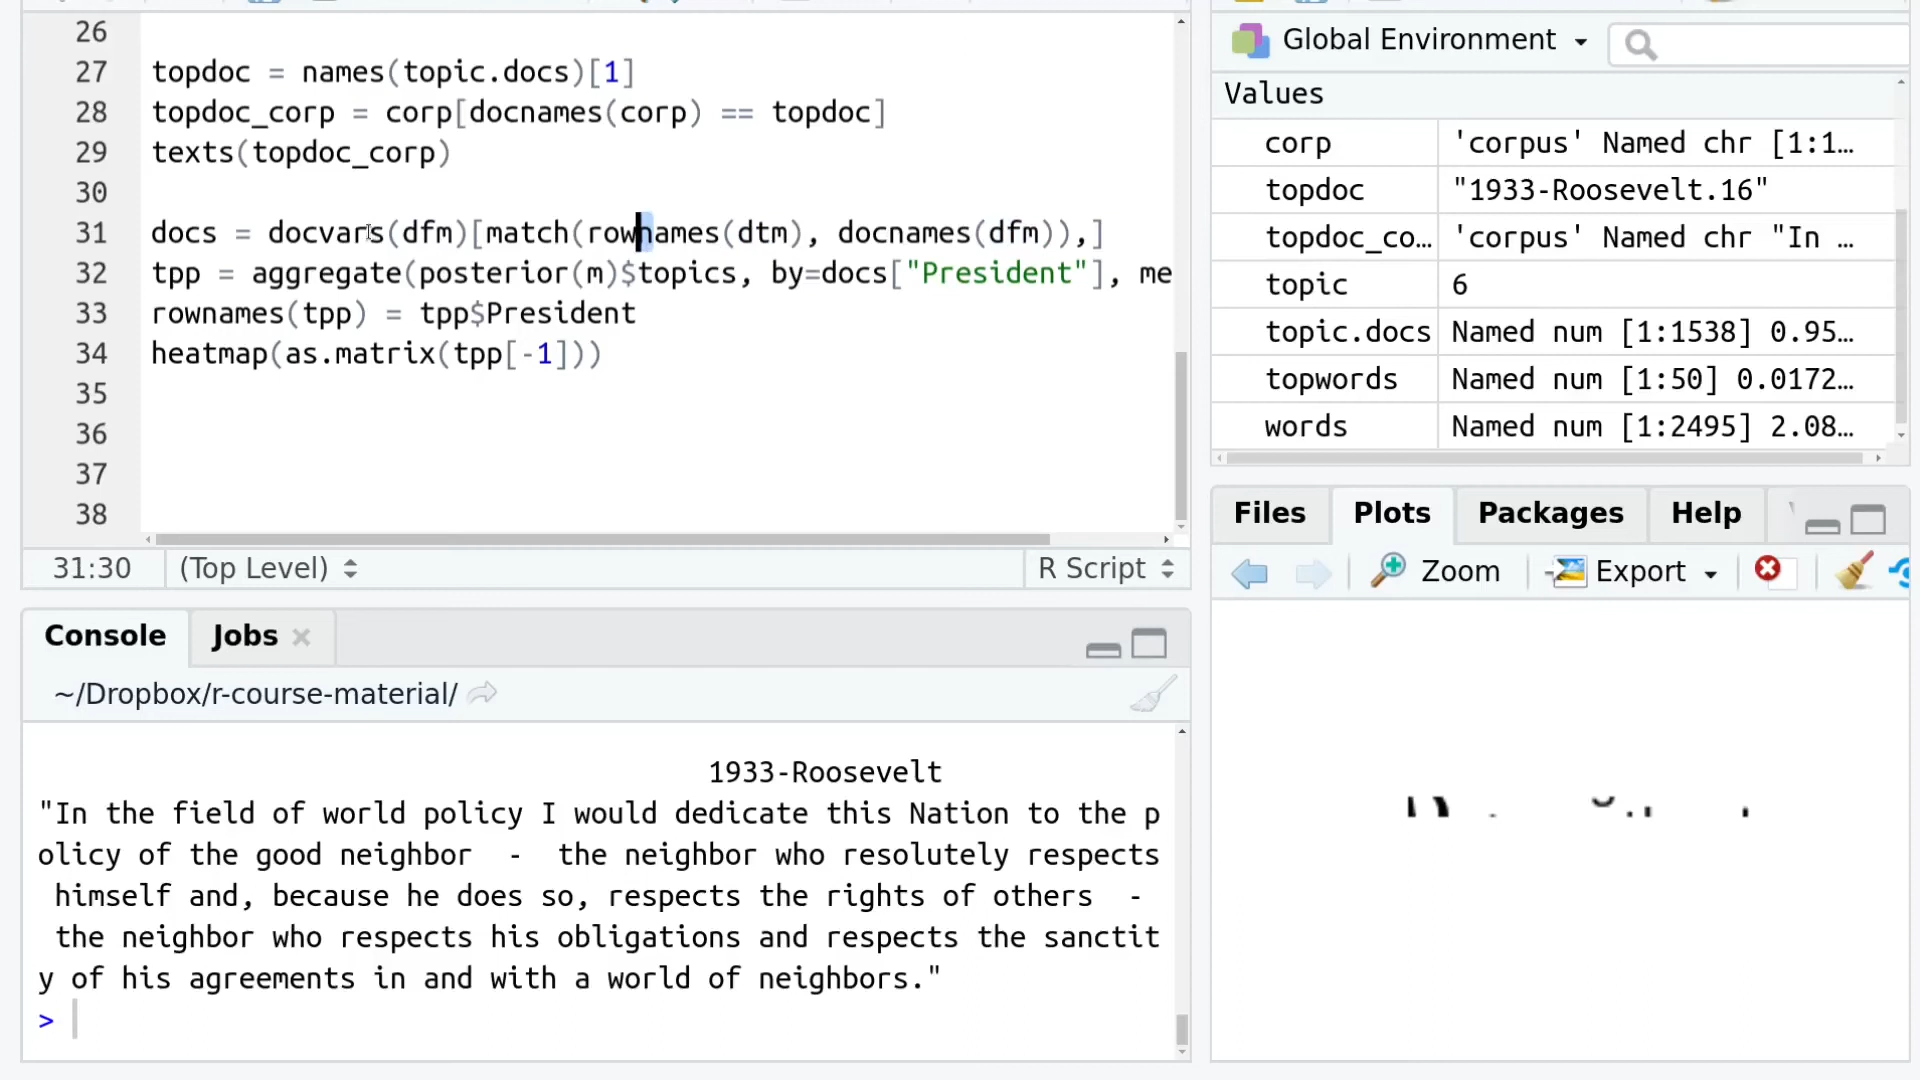 26
27 topdoc = names(topic.docs)[1]
28 topdoc_corp = corp[docnames(corp) == topdoc]
29 texts(topdoc_corp)
30
31 docs = docvars(dfm)[match(rownames(dtm), docnames(dfm)),]
32 tpp = aggregate(posterior(m)$topics, by=docs["President"], me
33 rownames(tpp) = tpp$President
34 heatmap(as.matrix(tpp[-1]))
35
36
37
38
31:30 (Top Level) R Script
Console Jobs
~/Dropbox/r-course-material/
1933-Roosevelt
"In the field of world policy I would dedicate this Nation to the p
olicy of the good neighbor  -  the neighbor who resolutely respects
himself and, because he does so, respects the rights of others  -
the neighbor who respects his obligations and respects the sanctit
y of his agreements in and with a world of neighbors."
>
Global Environment
Values
corp 'corpus' Named chr [1:1…
topdoc "1933-Roosevelt.16"
topdoc_co… 'corpus' Named chr "In …
topic 6
topic.docs Named num [1:1538] 0.95…
topwords Named num [1:50] 0.0172…
words Named num [1:2495] 2.08…
Files Plots Packages Help
Zoom Export